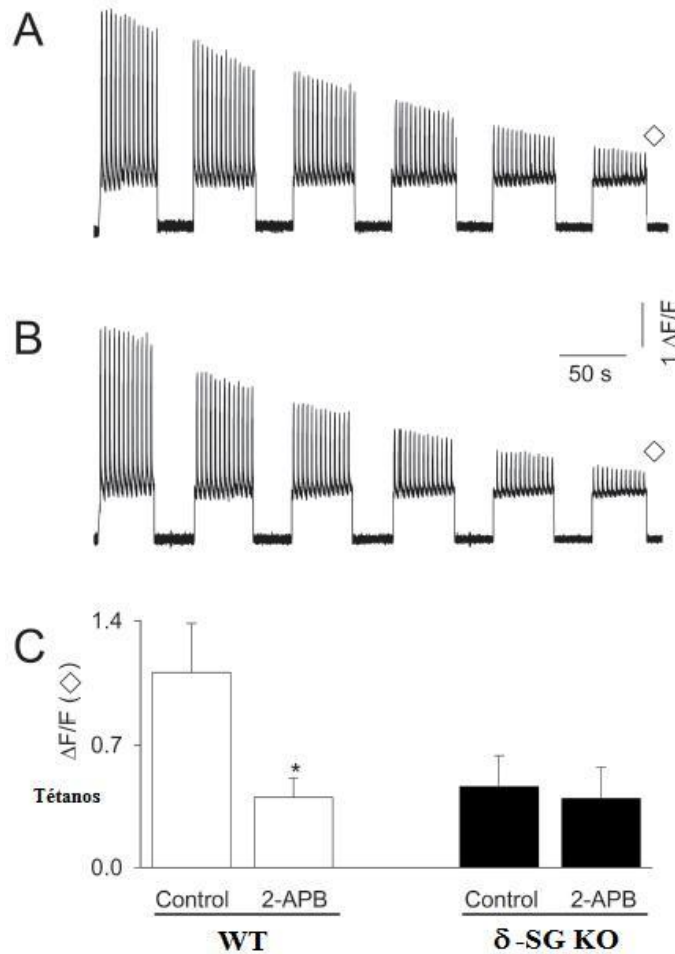 A
◇
B
1 ΔF/F
50 s
◇
C
1.4
ΔF/F (◇)
0.7
Tétanos
*
0.0
Control 2-APB Control 2-APB
WT δ-SG KO